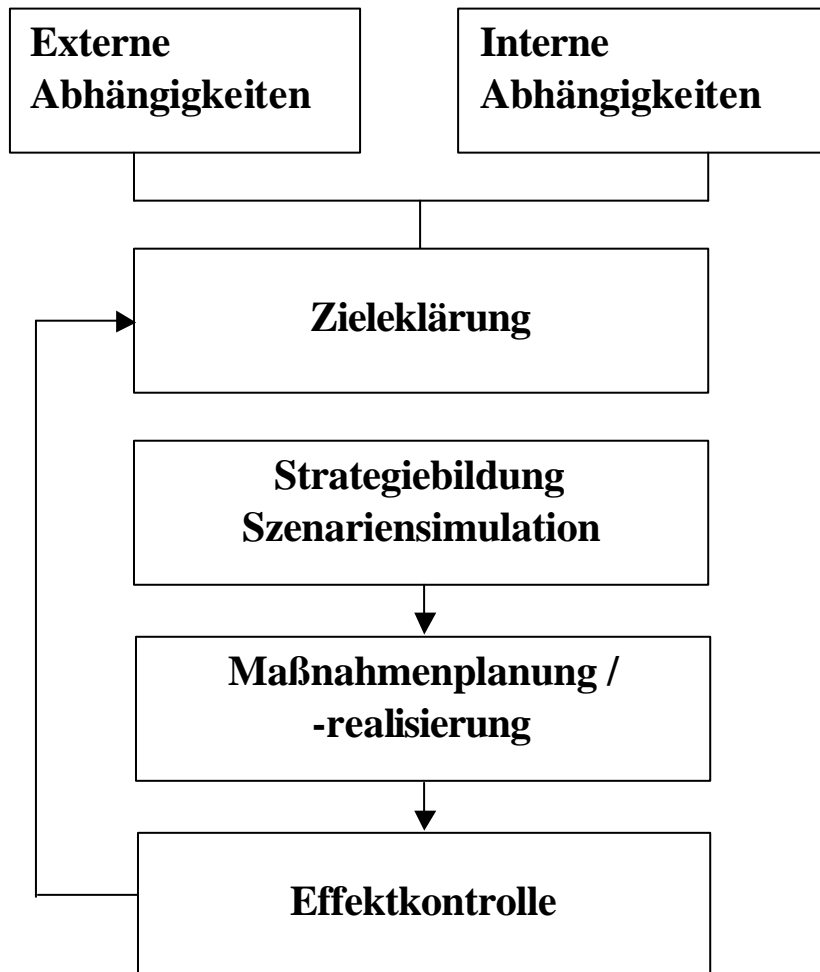 Externe
Abhängigkeiten
Interne
Abhängigkeiten
Zieleklärung
Strategiebildung
Szenariensimulation
Maßnahmenplanung /
-realisierung
Effektkontrolle